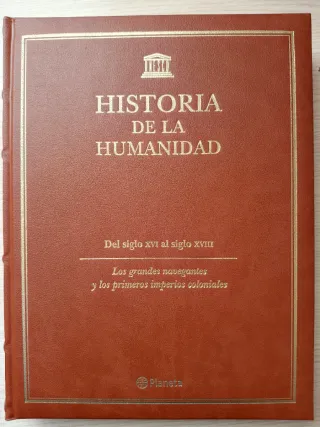 HISTORIA
DE LA
HUMANIDAD
Del siglo XVI al siglo XVIII
Los grandes navegantes
y los primeros imperios coloniales
Planeta